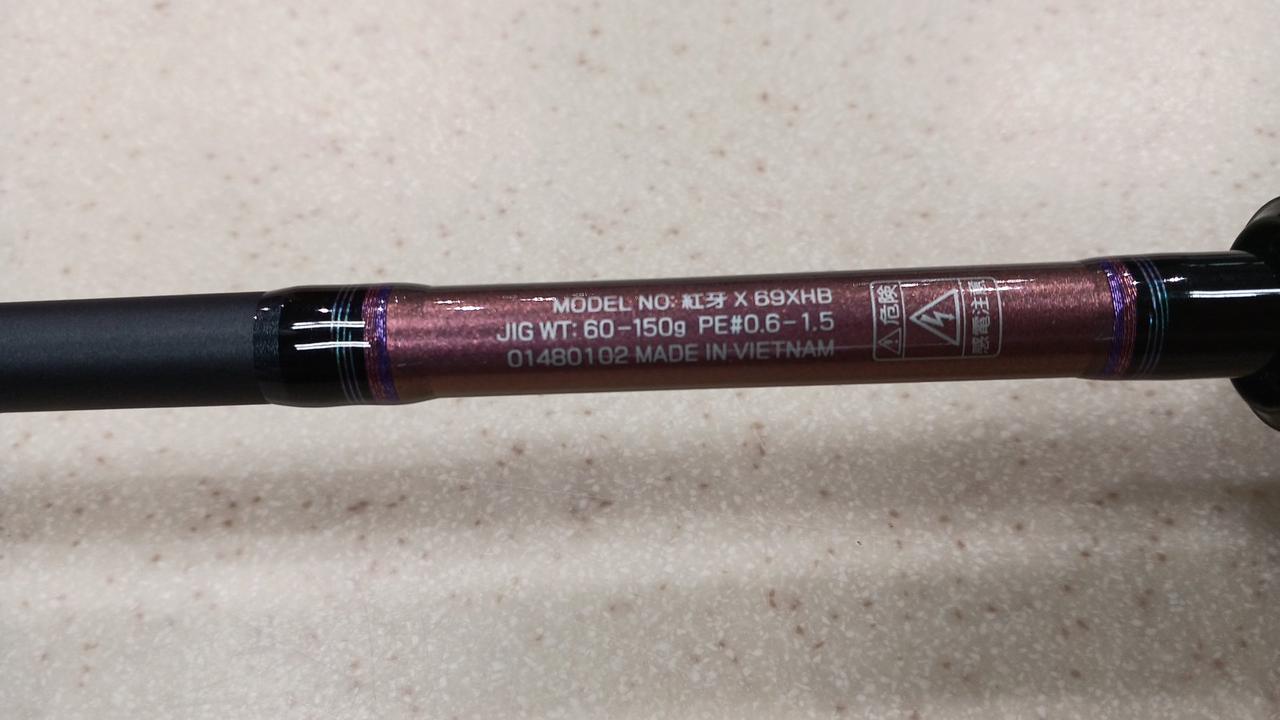 MODEL NO: 紅牙 X 69XHB
JIG WT: 60-150g PE#0.6-1.5
01480102 MADE IN VIETNAM
危険
感電注意